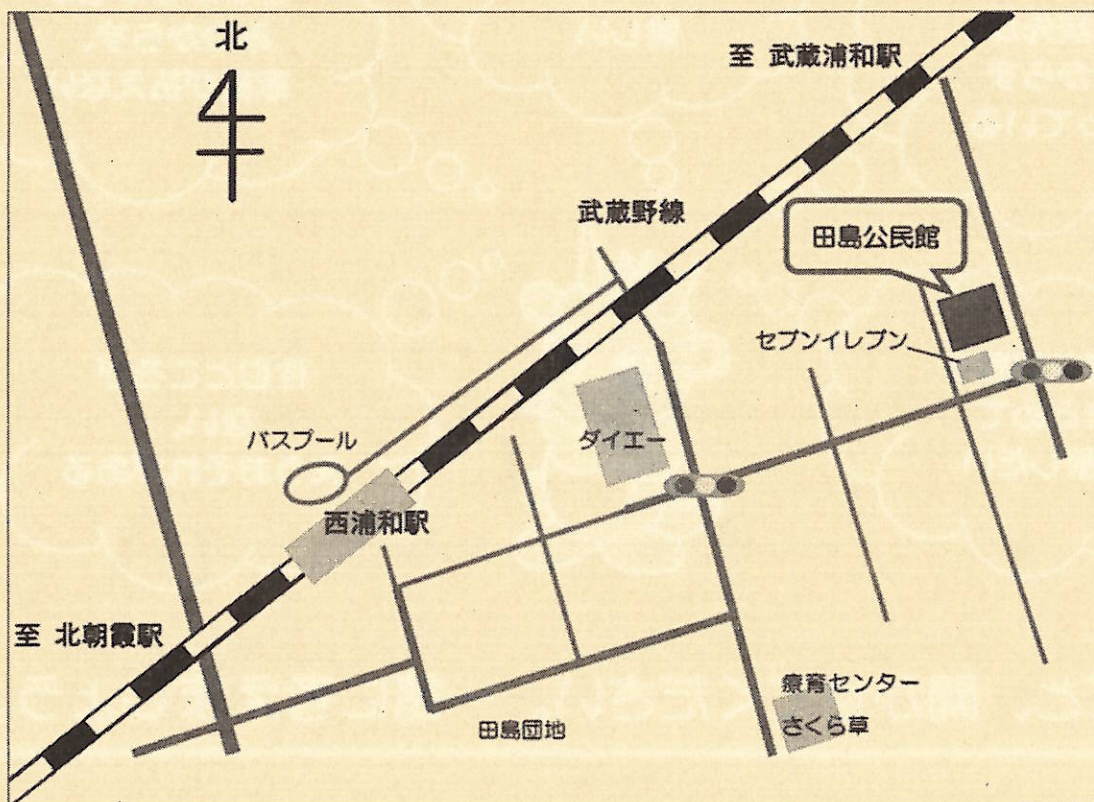 北
至 武蔵浦和駅
武蔵野線
田島公民館
セブンイレブン
バスプール
ダイエー
西浦和駅
至 北朝霞駅
療育センター
さくら草
田島団地